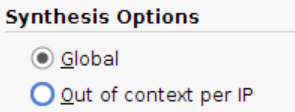 Synthesis Options
Global
Out of context per IP